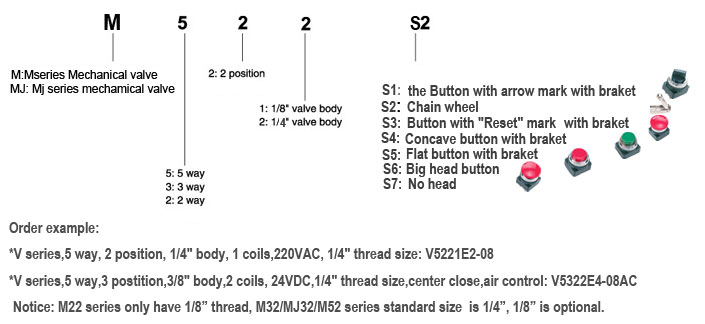 M 5 2 2 S2
M:Mseries Mechanical valve
MJ: Mj series mechamical valve
2: 2 position
1: 1/8" valve body
2: 1/4" valve body
5: 5 way
3: 3 way
2: 2 way
S1: the Button with arrow mark with braket
S2: Chain wheel
S3: Button with "Reset" mark with braket
S4: Concave button with braket
S5: Flat button with braket
S6: Big head button
S7: No head
Order example:
*V series,5 way, 2 position, 1/4" body, 1 coils,220VAC, 1/4" thread size: V5221E2-08
*V series,5 way,3 postition,3/8" body,2 coils, 24VDC,1/4" thread size,center close,air control: V5322E4-08AC
Notice: M22 series only have 1/8” thread, M32/MJ32/M52 series standard size is 1/4”, 1/8” is optional.